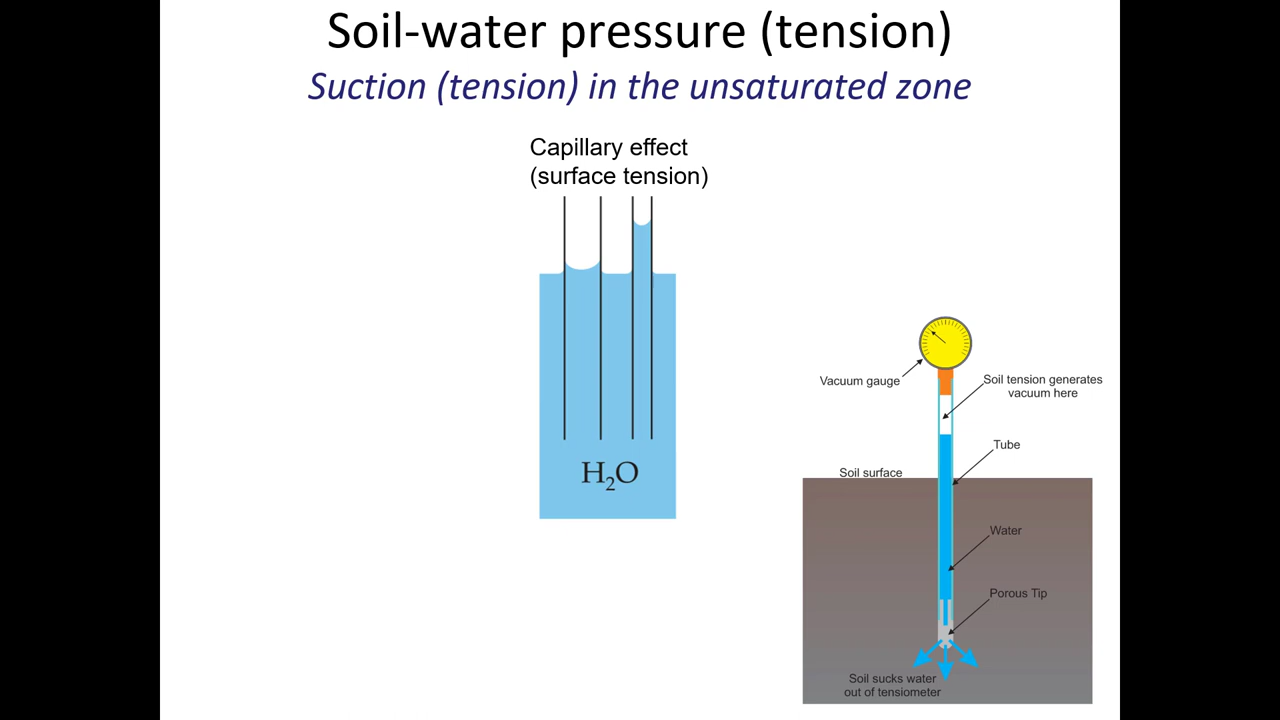 Soil-water pressure (tension)
Suction (tension) in the unsaturated zone
Capillary effect
(surface tension)
H₂O
Vacuum gauge
Soil tension generates
vacuum here
Tube
Soil surface
Water
Porous Tip
Soil sucks water
out of tensiometer